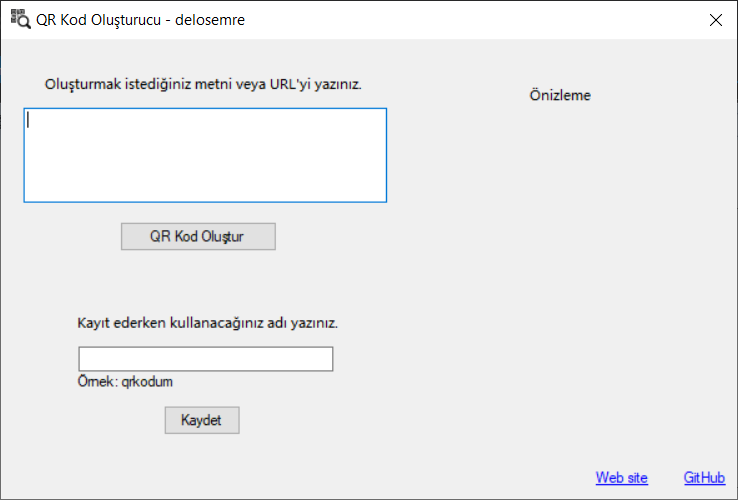 QR Kod Oluşturucu - delosemre
Oluşturmak istediğiniz metni veya URL'yi yazınız.
Önizleme
QR Kod Oluştur
Kayıt ederken kullanacağınız adı yazınız.
Örnek: qrkodum
Kaydet
Web site GitHub